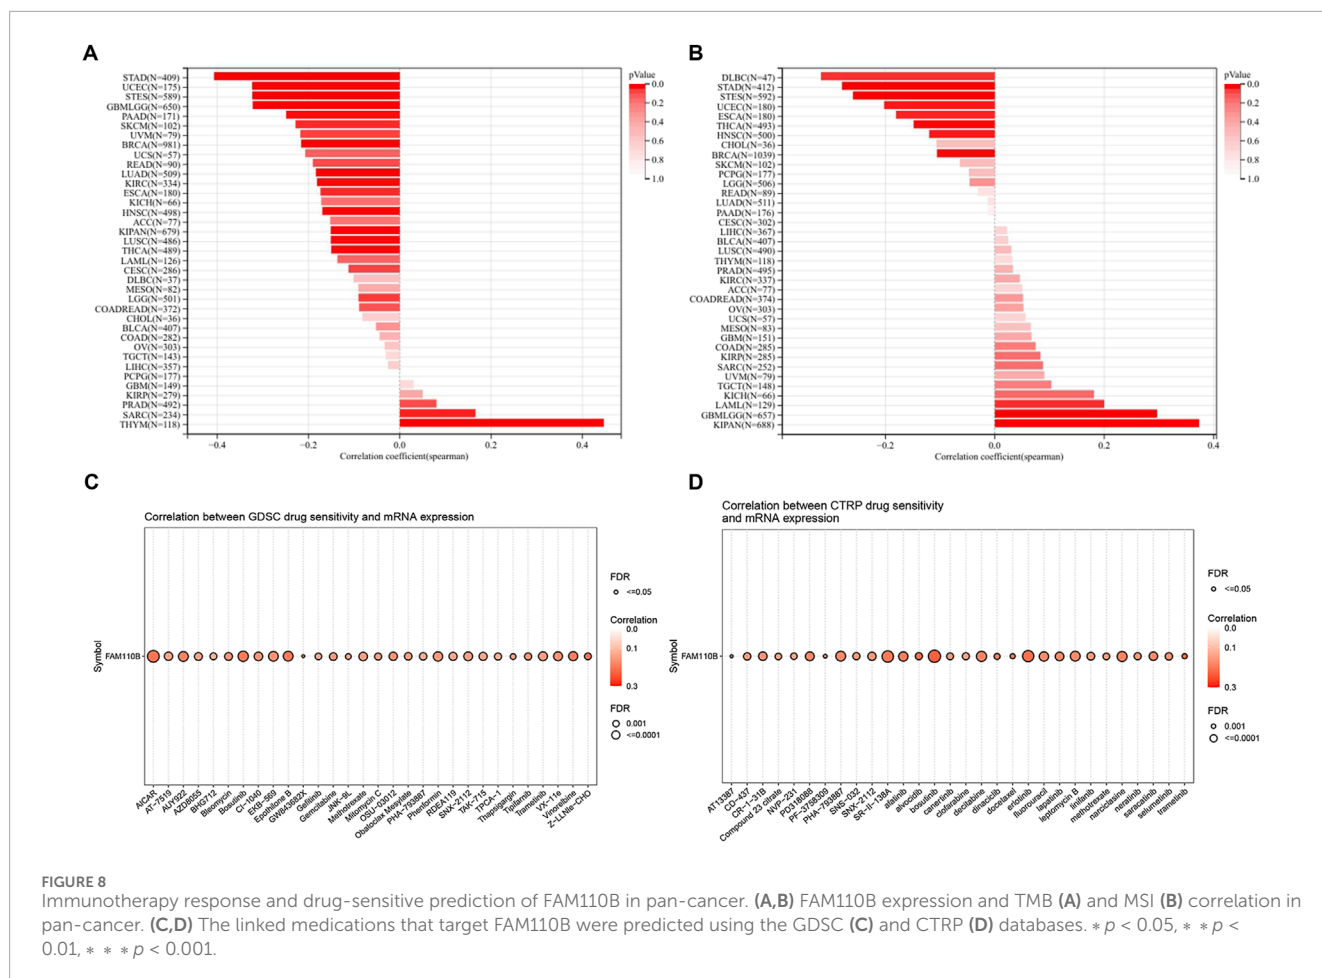 A
STAD(N=409)
UCEC(N=175)
STES(N=589)
GBMLGG(N=650)
PAAD(N=171)
SKCM(N=102)
UVM(N=79)
BRCA(N=981)
UCS(N=57)
READ(N=90)
LUAD(N=509)
KIRC(N=334)
ESCA(N=180)
KICH(N=66)
HNSC(N=498)
ACC(N=77)
KIPAN(N=679)
LUSC(N=486)
THCA(N=489)
LAML(N=126)
CESC(N=286)
DLBC(N=37)
MESO(N=82)
LGG(N=501)
COADREAD(N=372)
CHOL(N=36)
BLCA(N=407)
COAD(N=282)
OV(N=303)
TGCT(N=143)
LIHC(N=357)
PCPG(N=177)
GBM(N=149)
KIRP(N=279)
PRAD(N=492)
SARC(N=234)
THYM(N=118)
−0.4 −0.2 0.0 0.2 0.4
Correlation coefficient(spearman)
pValue
0.0
0.2
0.4
0.6
0.8
1.0
B
DLBC(N=47)
STAD(N=412)
STES(N=592)
UCEC(N=180)
ESCA(N=180)
THCA(N=493)
HNSC(N=500)
CHOL(N=36)
BRCA(N=1039)
SKCM(N=102)
PCPG(N=177)
LGG(N=506)
READ(N=89)
LUAD(N=511)
PAAD(N=176)
CESC(N=302)
LIHC(N=367)
BLCA(N=407)
LUSC(N=490)
THYM(N=118)
PRAD(N=495)
KIRC(N=337)
ACC(N=77)
COADREAD(N=374)
OV(N=303)
UCS(N=57)
MESO(N=83)
GBM(N=151)
COAD(N=285)
KIRP(N=285)
SARC(N=252)
UVM(N=79)
TGCT(N=148)
KICH(N=66)
LAML(N=129)
GBMLGG(N=657)
KIPAN(N=688)
−0.2 0.0 0.2 0.4
Correlation coefficient(spearman)
pValue
0.0
0.2
0.4
0.6
0.8
1.0
C
Correlation between GDSC drug sensitivity and mRNA expression
Symbol
FAM110B
AICAR
AT−7519
AUY922
AZD8055
BHG712
Bleomycin
Bosutinib
CI−1040
EKB−569
Epothilone B
GW843682X
Gefitinib
Gemcitabine
JNK−9L
Methotrexate
Mitomycin C
OSU−03012
Obatoclax Mesylate
PHA−793887
Phenformin
RDEA119
SNX−2112
TAK−715
TPCA−1
Thapsigargin
Tipifarnib
Trametinib
VX−11e
Vinorelbine
Z−LLNle−CHO
FDR
<=0.05
Correlation
0.0
0.1
0.3
FDR
0.001
<=0.0001
D
Correlation between CTRP drug sensitivity
and mRNA expression
Symbol
FAM110B
AT13387
CD−437
CR−1−31B
Compound 23 citrate
NVP−231
PD318088
PF−3758309
PHA−793887
SNS−032
SNX−2112
SR−II−138A
afatinib
alvocidib
bosutinib
canertinib
clofarabine
decitabine
dinaciclib
docetaxel
erlotinib
fluorouracil
lapatinib
leptomycin B
linifanib
methotrexate
narciclasine
neratinib
saracatinib
selumetinib
trametinib
FDR
<=0.05
Correlation
0.0
0.1
0.3
FDR
0.001
<=0.0001
FIGURE 8
Immunotherapy response and drug-sensitive prediction of FAM110B in pan-cancer. (A,B) FAM110B expression and TMB (A) and MSI (B) correlation in
pan-cancer. (C,D) The linked medications that target FAM110B were predicted using the GDSC (C) and CTRP (D) databases. ∗ p < 0.05, ∗ ∗ p <
0.01, ∗ ∗ ∗ p < 0.001.